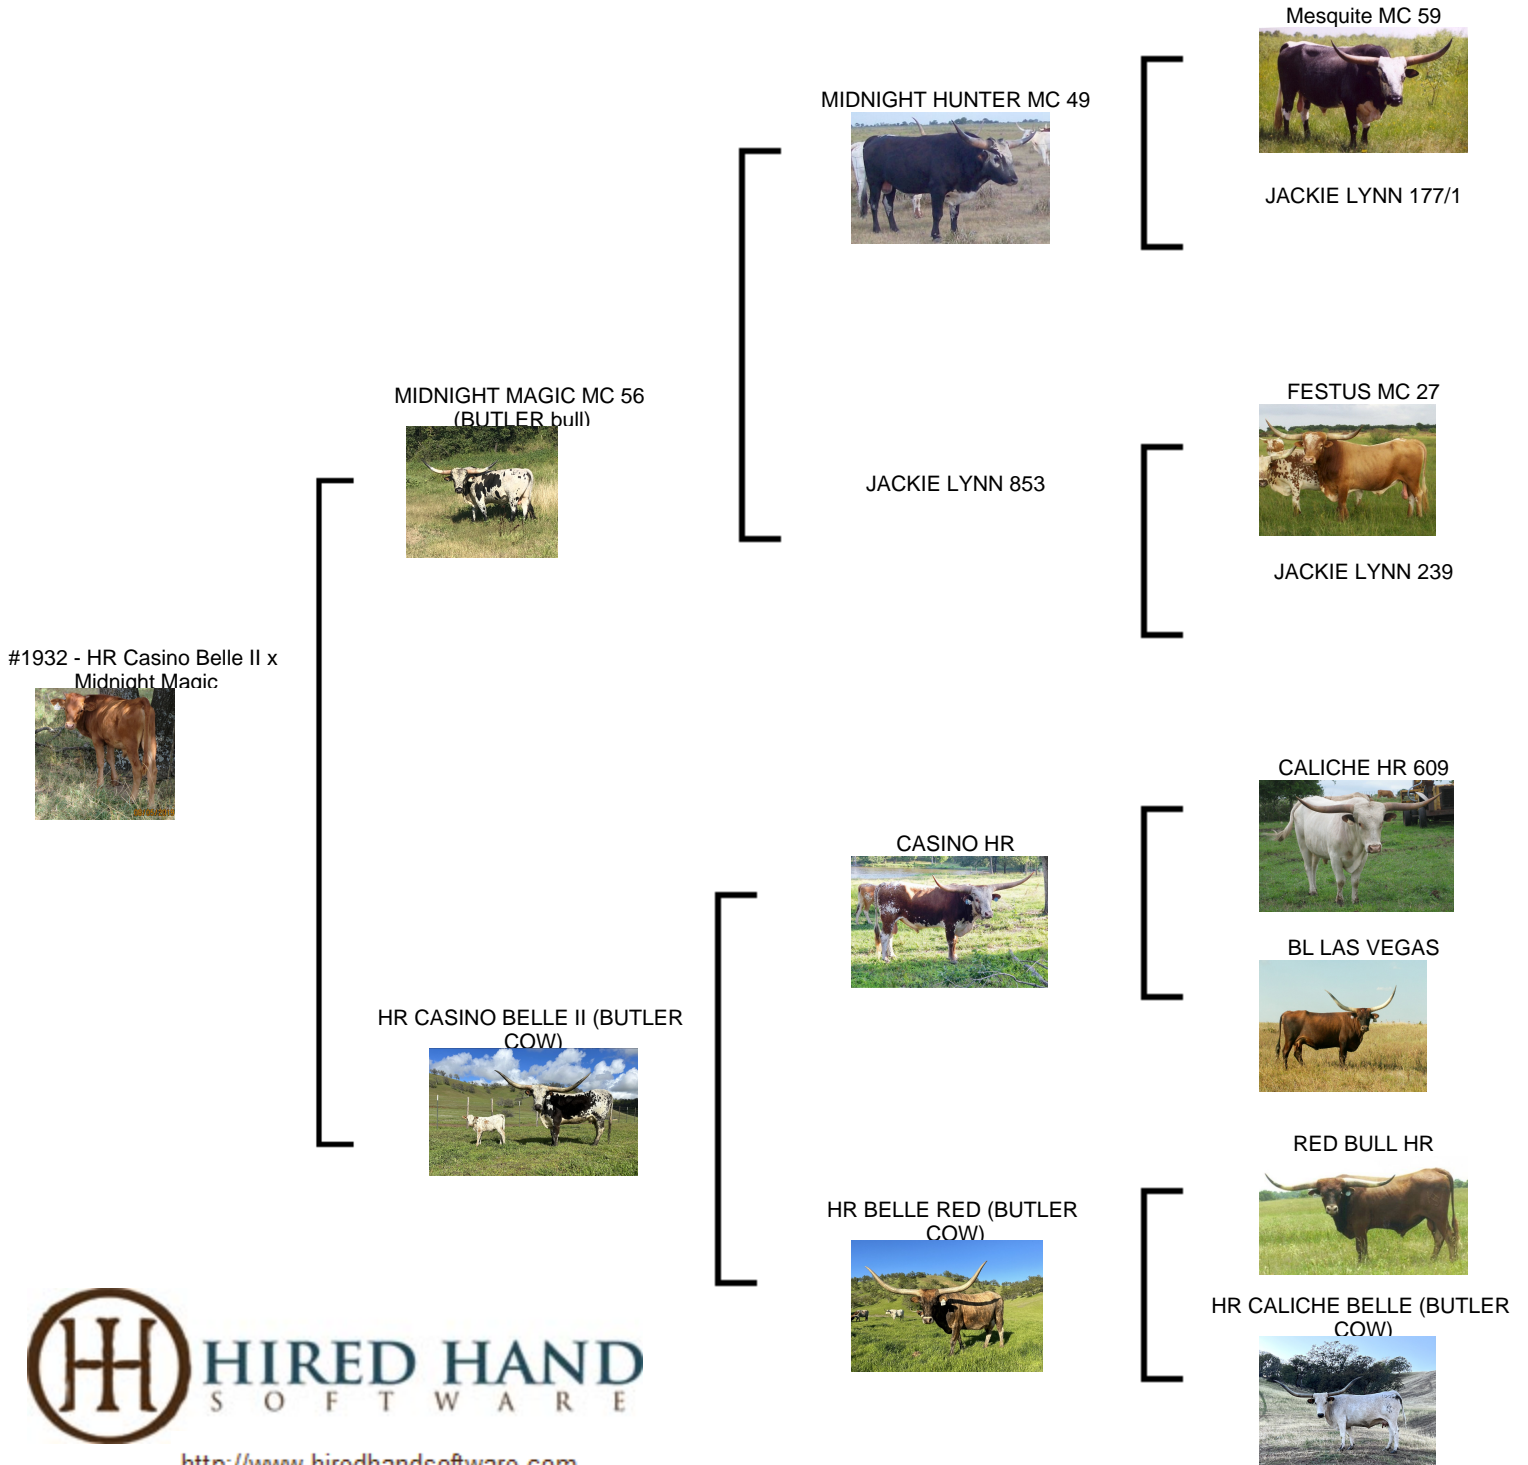 Mesquite MC 59
MIDNIGHT HUNTER MC 49
JACKIE LYNN 177/1
MIDNIGHT MAGIC MC 56
(BUTLER bull)
FESTUS MC 27
JACKIE LYNN 853
JACKIE LYNN 239
#1932 - HR Casino Belle II x
Midnight Magic
CALICHE HR 609
CASINO HR
BL LAS VEGAS
HR CASINO BELLE II (BUTLER
COW)
RED BULL HR
HR BELLE RED (BUTLER
COW)
HR CALICHE BELLE (BUTLER
COW)
HIRED HAND
SOFTWARE
http://www.hiredhandsoftware.com